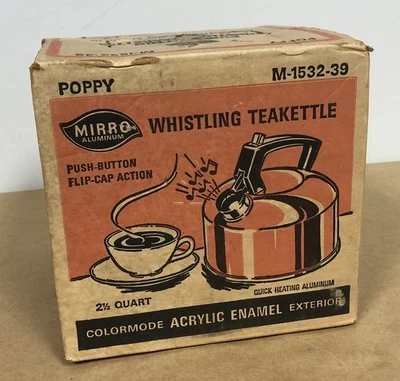 POPPY
M-1532-39
MIRRO
ALUMINUM
WHISTLING TEAKETTLE
PUSH-BUTTON
FLIP-CAP ACTION
2½ QUART
QUICK HEATING ALUMINUM
COLORMODE ACRYLIC ENAMEL EXTERIOR